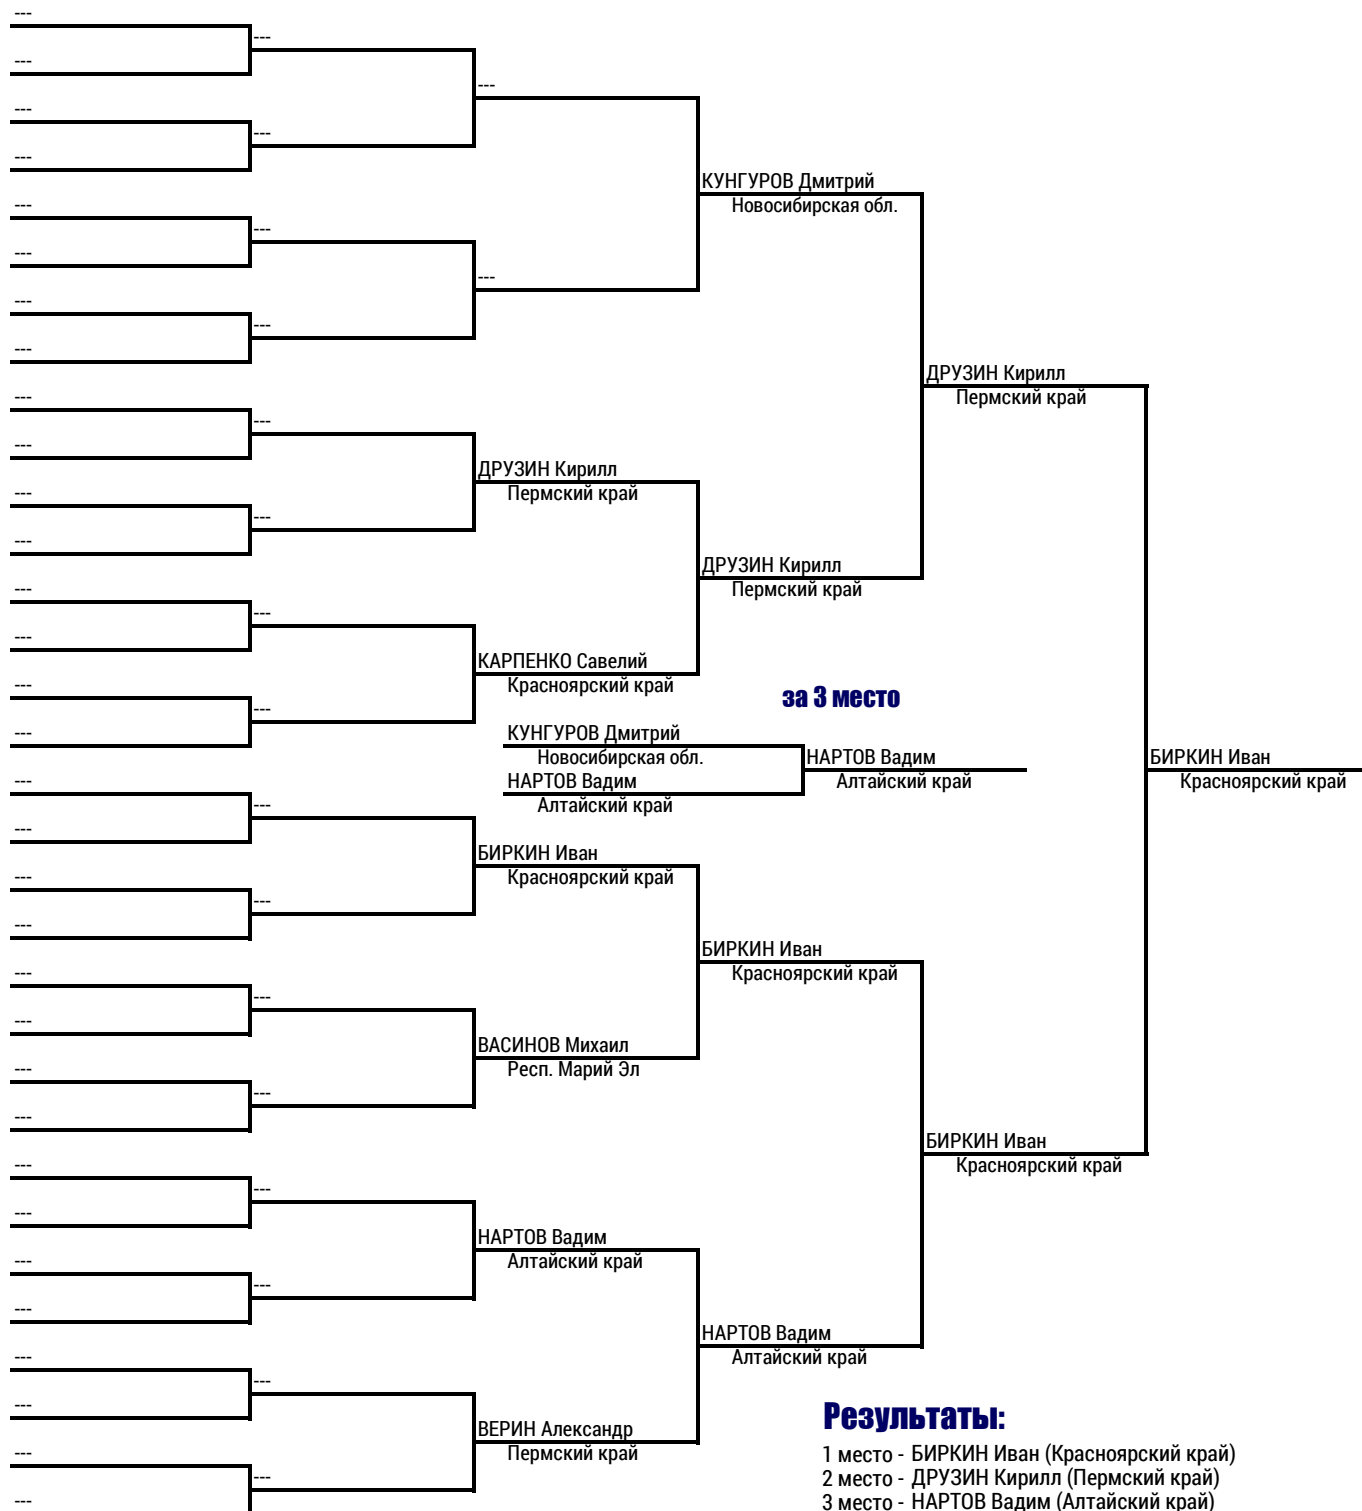 ---
---
---
---
---
---
---
---
КУНГУРОВ Дмитрий
---
Новосибирская обл.
---
---
---
---
---
---
---
ДРУЗИН Кирилл
---
Пермский край
---
---
ДРУЗИН Кирилл
---
Пермский край
---
---
ДРУЗИН Кирилл
Пермский край
---
---
---
КАРПЕНКО Савелий
---
Красноярский край
за 3 место
---
---
КУНГУРОВ Дмитрий
Новосибирская обл.
НАРТОВ Вадим
БИРКИН Иван
НАРТОВ Вадим
Алтайский край
Красноярский край
---
Алтайский край
---
---
БИРКИН Иван
---
Красноярский край
---
---
БИРКИН Иван
---
Красноярский край
---
---
ВАСИНОВ Михаил
---
Респ. Марий Эл
---
---
БИРКИН Иван
---
Красноярский край
---
---
НАРТОВ Вадим
---
Алтайский край
---
---
НАРТОВ Вадим
---
Алтайский край
---
---
Результаты:
ВЕРИН Александр
---
Пермский край
---
---
1 место - БИРКИН Иван (Красноярский край)
2 место - ДРУЗИН Кирилл (Пермский край)
3 место - НАРТОВ Вадим (Алтайский край)